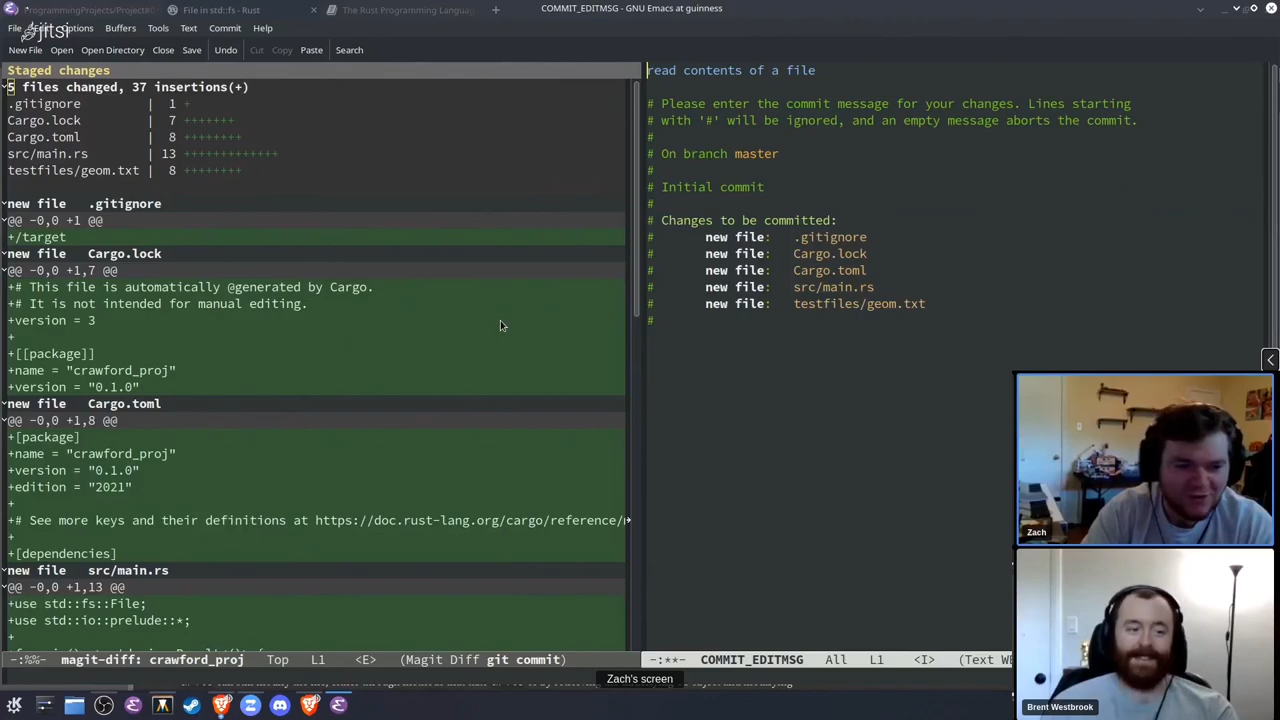 ProgrammingProjects/Project#0
File in std::fs - Rust
The Rust Programming Languag
COMMIT_EDITMSG - GNU Emacs at guinness
jitsi
File
Options Buffers Tools Text Commit Help
New File Open Open Directory Close Save Undo Cut Copy Paste Search
Staged changes
5 files changed, 37 insertions(+)
.gitignore | 1 +
Cargo.lock | 7 +++++++
Cargo.toml | 8 ++++++++
src/main.rs | 13 +++++++++++++
testfiles/geom.txt | 8 ++++++++
new file .gitignore
@@ -0,0 +1 @@
+/target
new file Cargo.lock
@@ -0,0 +1,7 @@
+# This file is automatically @generated by Cargo.
+# It is not intended for manual editing.
+version = 3
+
+[[package]]
+name = "crawford_proj"
+version = "0.1.0"
new file Cargo.toml
@@ -0,0 +1,8 @@
+[package]
+name = "crawford_proj"
+version = "0.1.0"
+edition = "2021"
+
+# See more keys and their definitions at https://doc.rust-lang.org/cargo/reference/
+
+[dependencies]
new file src/main.rs
@@ -0,0 +1,13 @@
+use std::fs::File;
+use std::io::prelude::*;
+
-:%%- magit-diff: crawford_proj Top L1 <E> (Magit Diff git commit)
read contents of a file
# Please enter the commit message for your changes. Lines starting
# with '#' will be ignored, and an empty message aborts the commit.
#
# On branch master
#
# Initial commit
#
# Changes to be committed:
# new file: .gitignore
# new file: Cargo.lock
# new file: Cargo.toml
# new file: src/main.rs
# new file: testfiles/geom.txt
#
-:**- COMMIT_EDITMSG All L1 <I> (Text WE
Zach's screen
Zach
Brent Westbrook